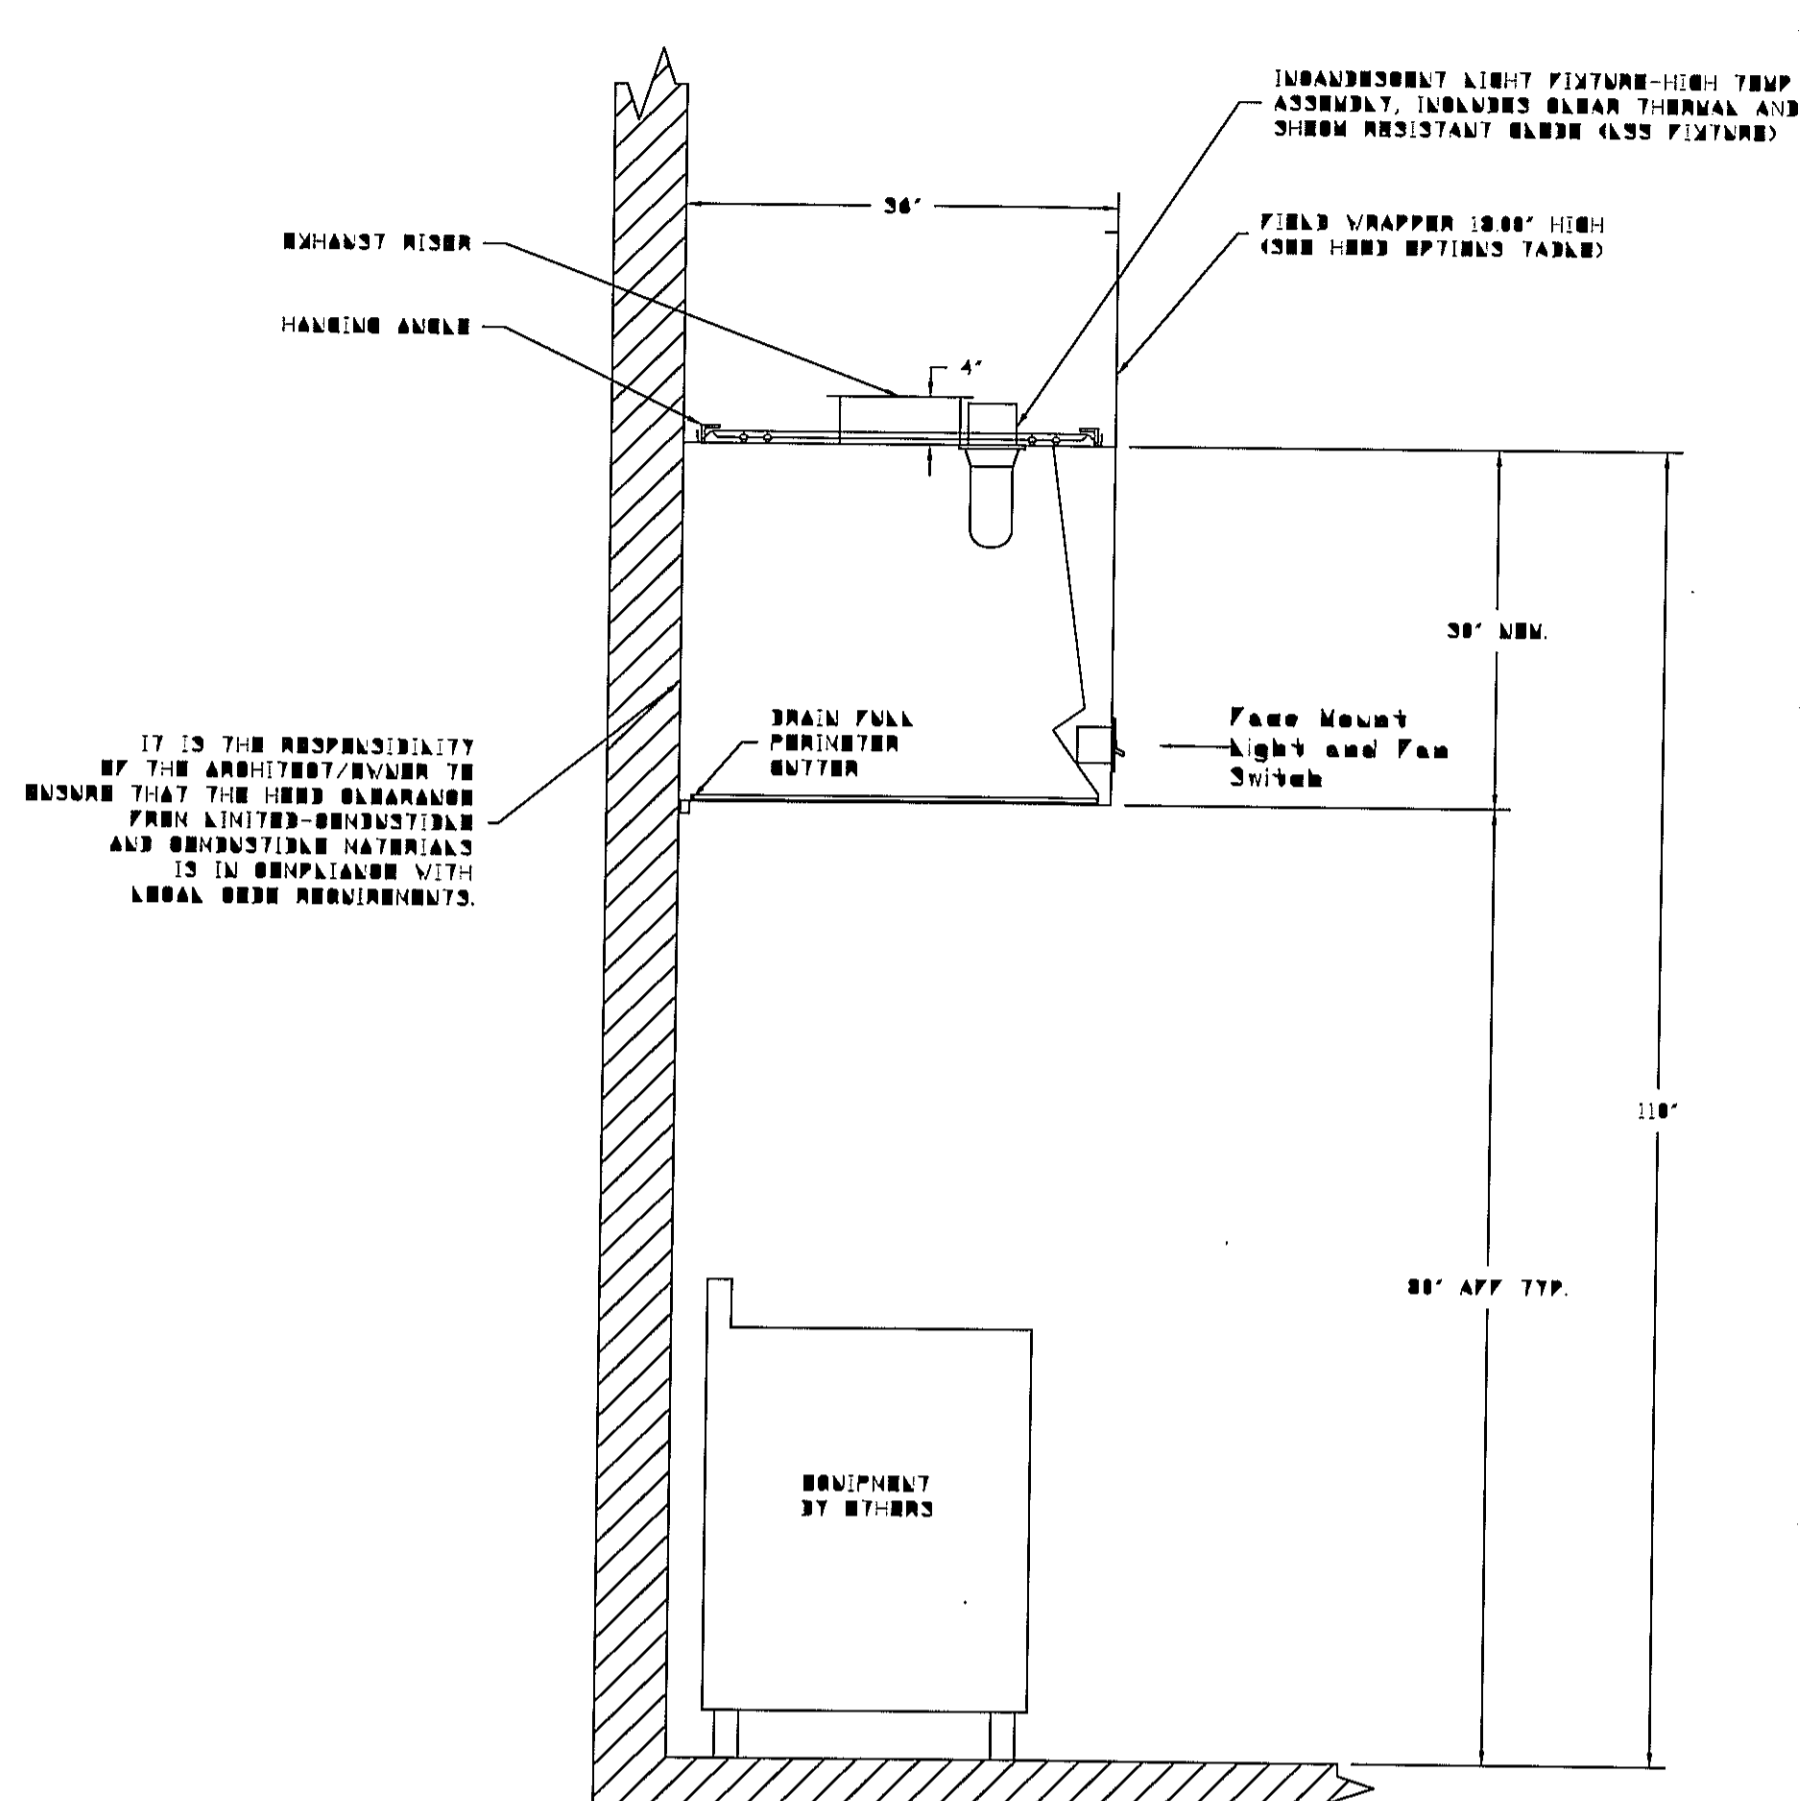 INCANDESCENT LIGHT FIXTURE-HIGH TEMP
ASSEMBLY, INCLUDES CLEAR THERMAL AND
SHOCK RESISTANT GLOBE (L55 FIXTURE)
36"
EXHAUST RISER
FIELD WRAPPER 18.00" HIGH
(SEE HOOD OPTIONS TABLE)
HANGING ANGLE
4"
30" NOM.
DRAIN FULL
PERIMETER
GUTTER
Face Mount
Light and Fan
Switch
IT IS THE RESPONSIBILITY
OF THE ARCHITECT/OWNER TO
ENSURE THAT THE HOOD CLEARANCE
FROM LIMITED-COMBUSTIBLE
AND COMBUSTIBLE MATERIALS
IS IN COMPLIANCE WITH
LOCAL CODE REQUIREMENTS.
110"
80" AFF TYP.
EQUIPMENT
BY OTHERS